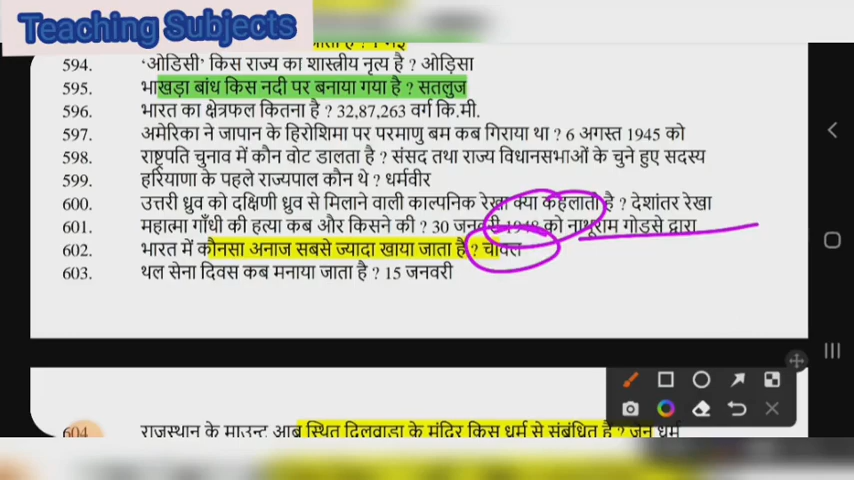 Teaching Subjects
594. 'ओडिसी' किस राज्य का शास्त्रीय नृत्य है ? ओड़िसा
595. भाखड़ा बांध किस नदी पर बनाया गया है ? सतलुज
596. भारत का क्षेत्रफल कितना है ? 32,87,263 वर्ग कि.मी.
597. अमेरिका ने जापान के हिरोशिमा पर परमाणु बम कब गिराया था ? 6 अगस्त 1945 को
598. राष्ट्रपति चुनाव में कौन वोट डालता है ? संसद तथा राज्य विधानसभाओं के चुने हुए सदस्य
599. हरियाणा के पहले राज्यपाल कौन थे ? धर्मवीर
600. उत्तरी ध्रुव को दक्षिणी ध्रुव से मिलाने वाली काल्पनिक रेखा क्या कहलाती है ? देशांतर रेखा
601. महात्मा गाँधी की हत्या कब और किसने की ? 30 जनवरी 1948 को नाथूराम गोडसे द्वारा
602. भारत में कौनसा अनाज सबसे ज्यादा खाया जाता है ? चावल
603. थल सेना दिवस कब मनाया जाता है ? 15 जनवरी
604. राजस्थान के माउन्ट आबू स्थित दिलवाड़ा के मंदिर किस धर्म से संबंधित है ? जैन धर्म